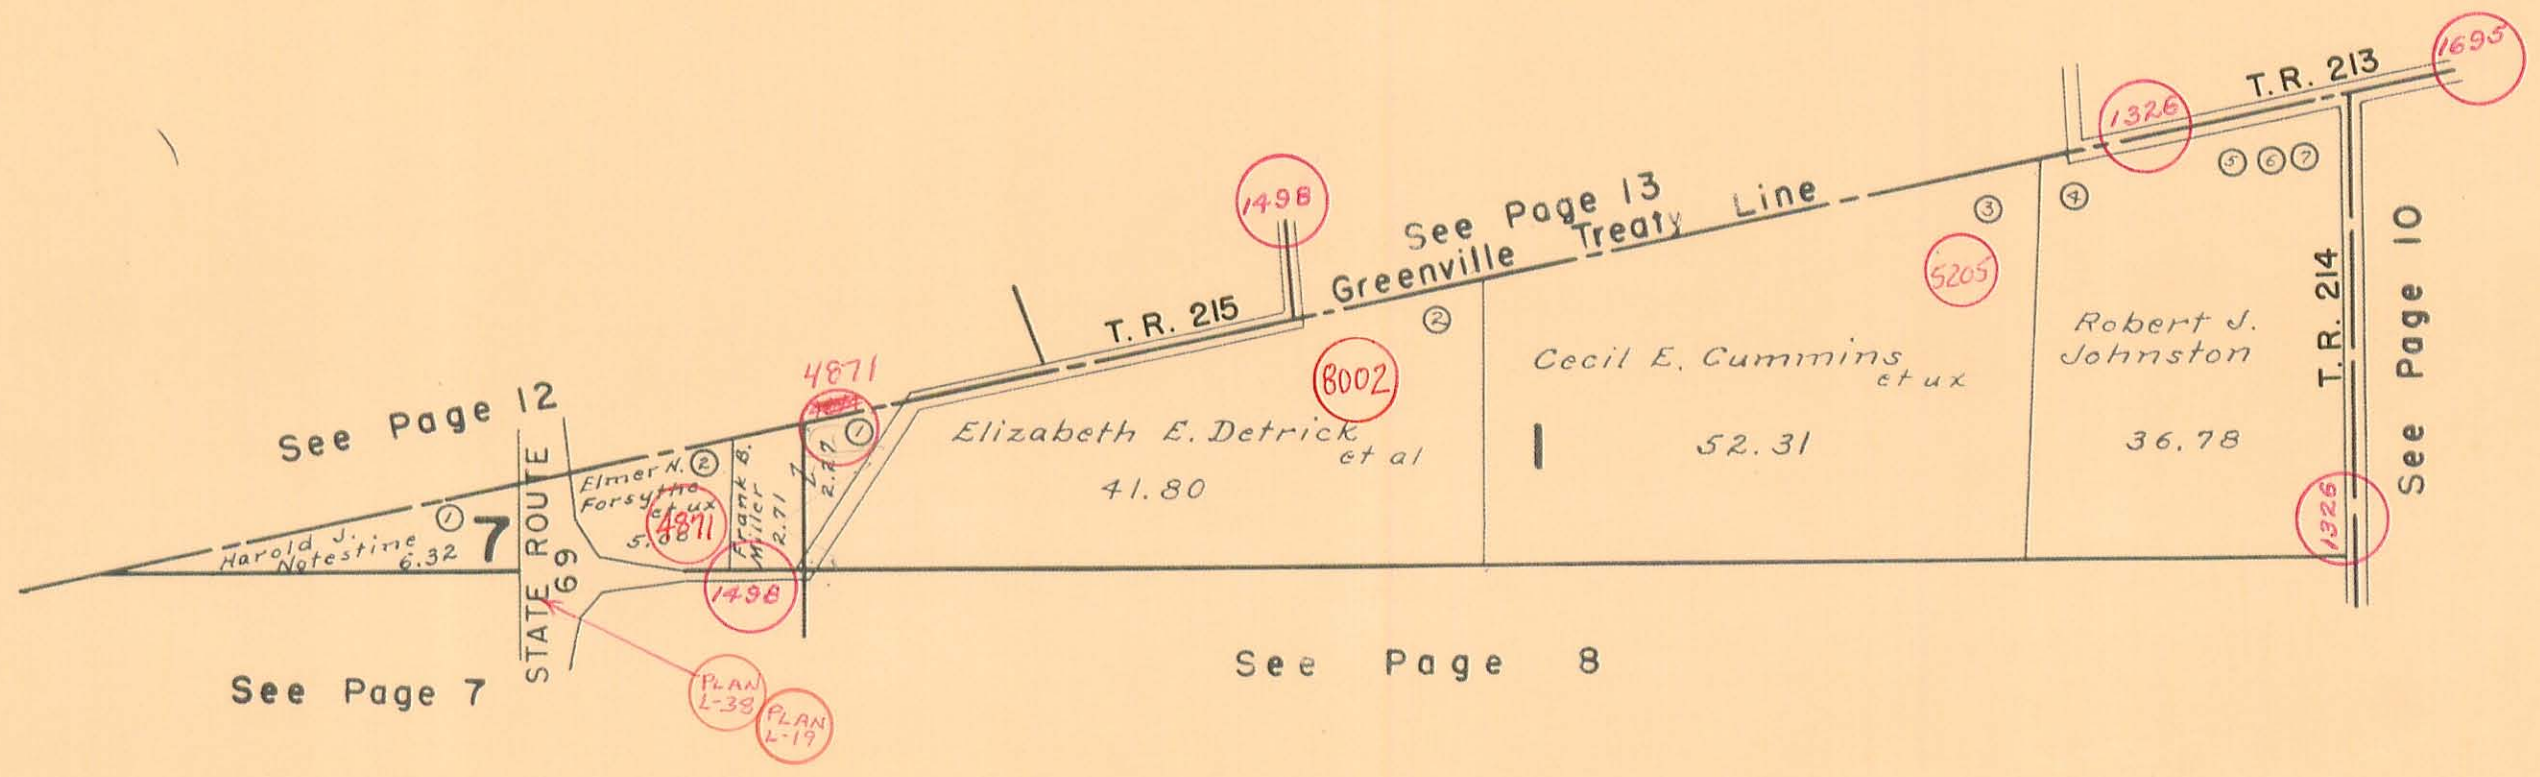 See Page 12
See Page 13
Greenville Treaty Line
T. R. 213
1695
1326
1498
T. R. 215
4871
5205
8002
See Page 10
T. R. 214
1326
Harold J.
Notestine
6.32
1
7
STATE ROUTE
69
Elmer N. 2
Forsythe
et ux
5.08
4871
Frank B.
Miller
2.71
Z
2.27
1
1498
Elizabeth E. Detrick
et al
41.80
2
Cecil E. Cummins
et ux
1
52.31
3
Robert J.
Johnston
36.78
4
5 6 7
See Page 7
See Page 8
PLAN
L-38
PLAN
L-19